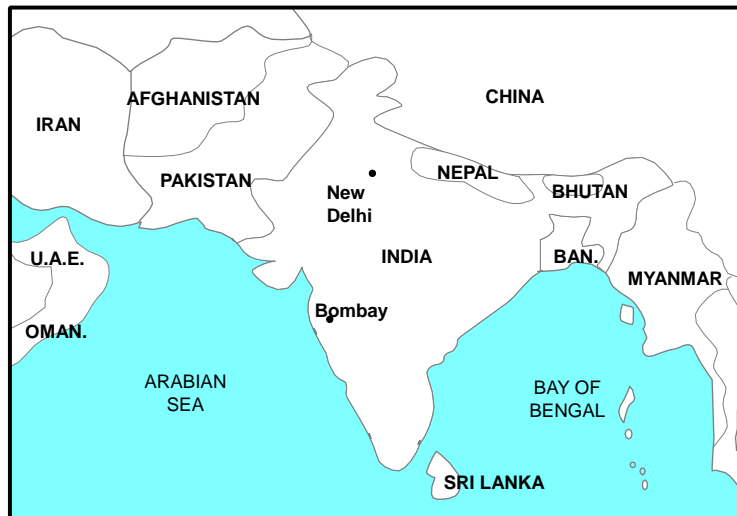 CHINA
AFGHANISTAN
IRAN
NEPAL
PAKISTAN
BHUTAN
New
Delhi
U.A.E.
INDIA
BAN.
MYANMAR
Bombay
OMAN.
ARABIAN
SEA
BAY OF
BENGAL
SRI LANKA